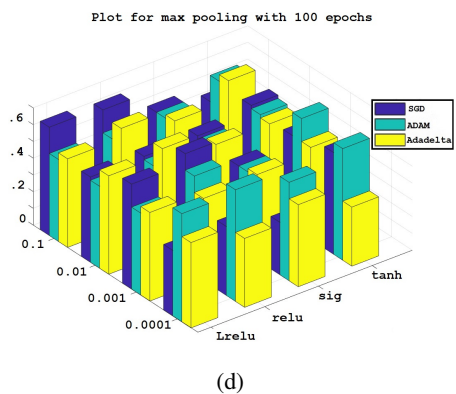 Plot for max pooling with 100 epochs
SGD
ADAM
Adadelta
.6
.4
.2
0
0.1
0.01
0.001
0.0001
Lrelu
relu
sig
tanh
(d)